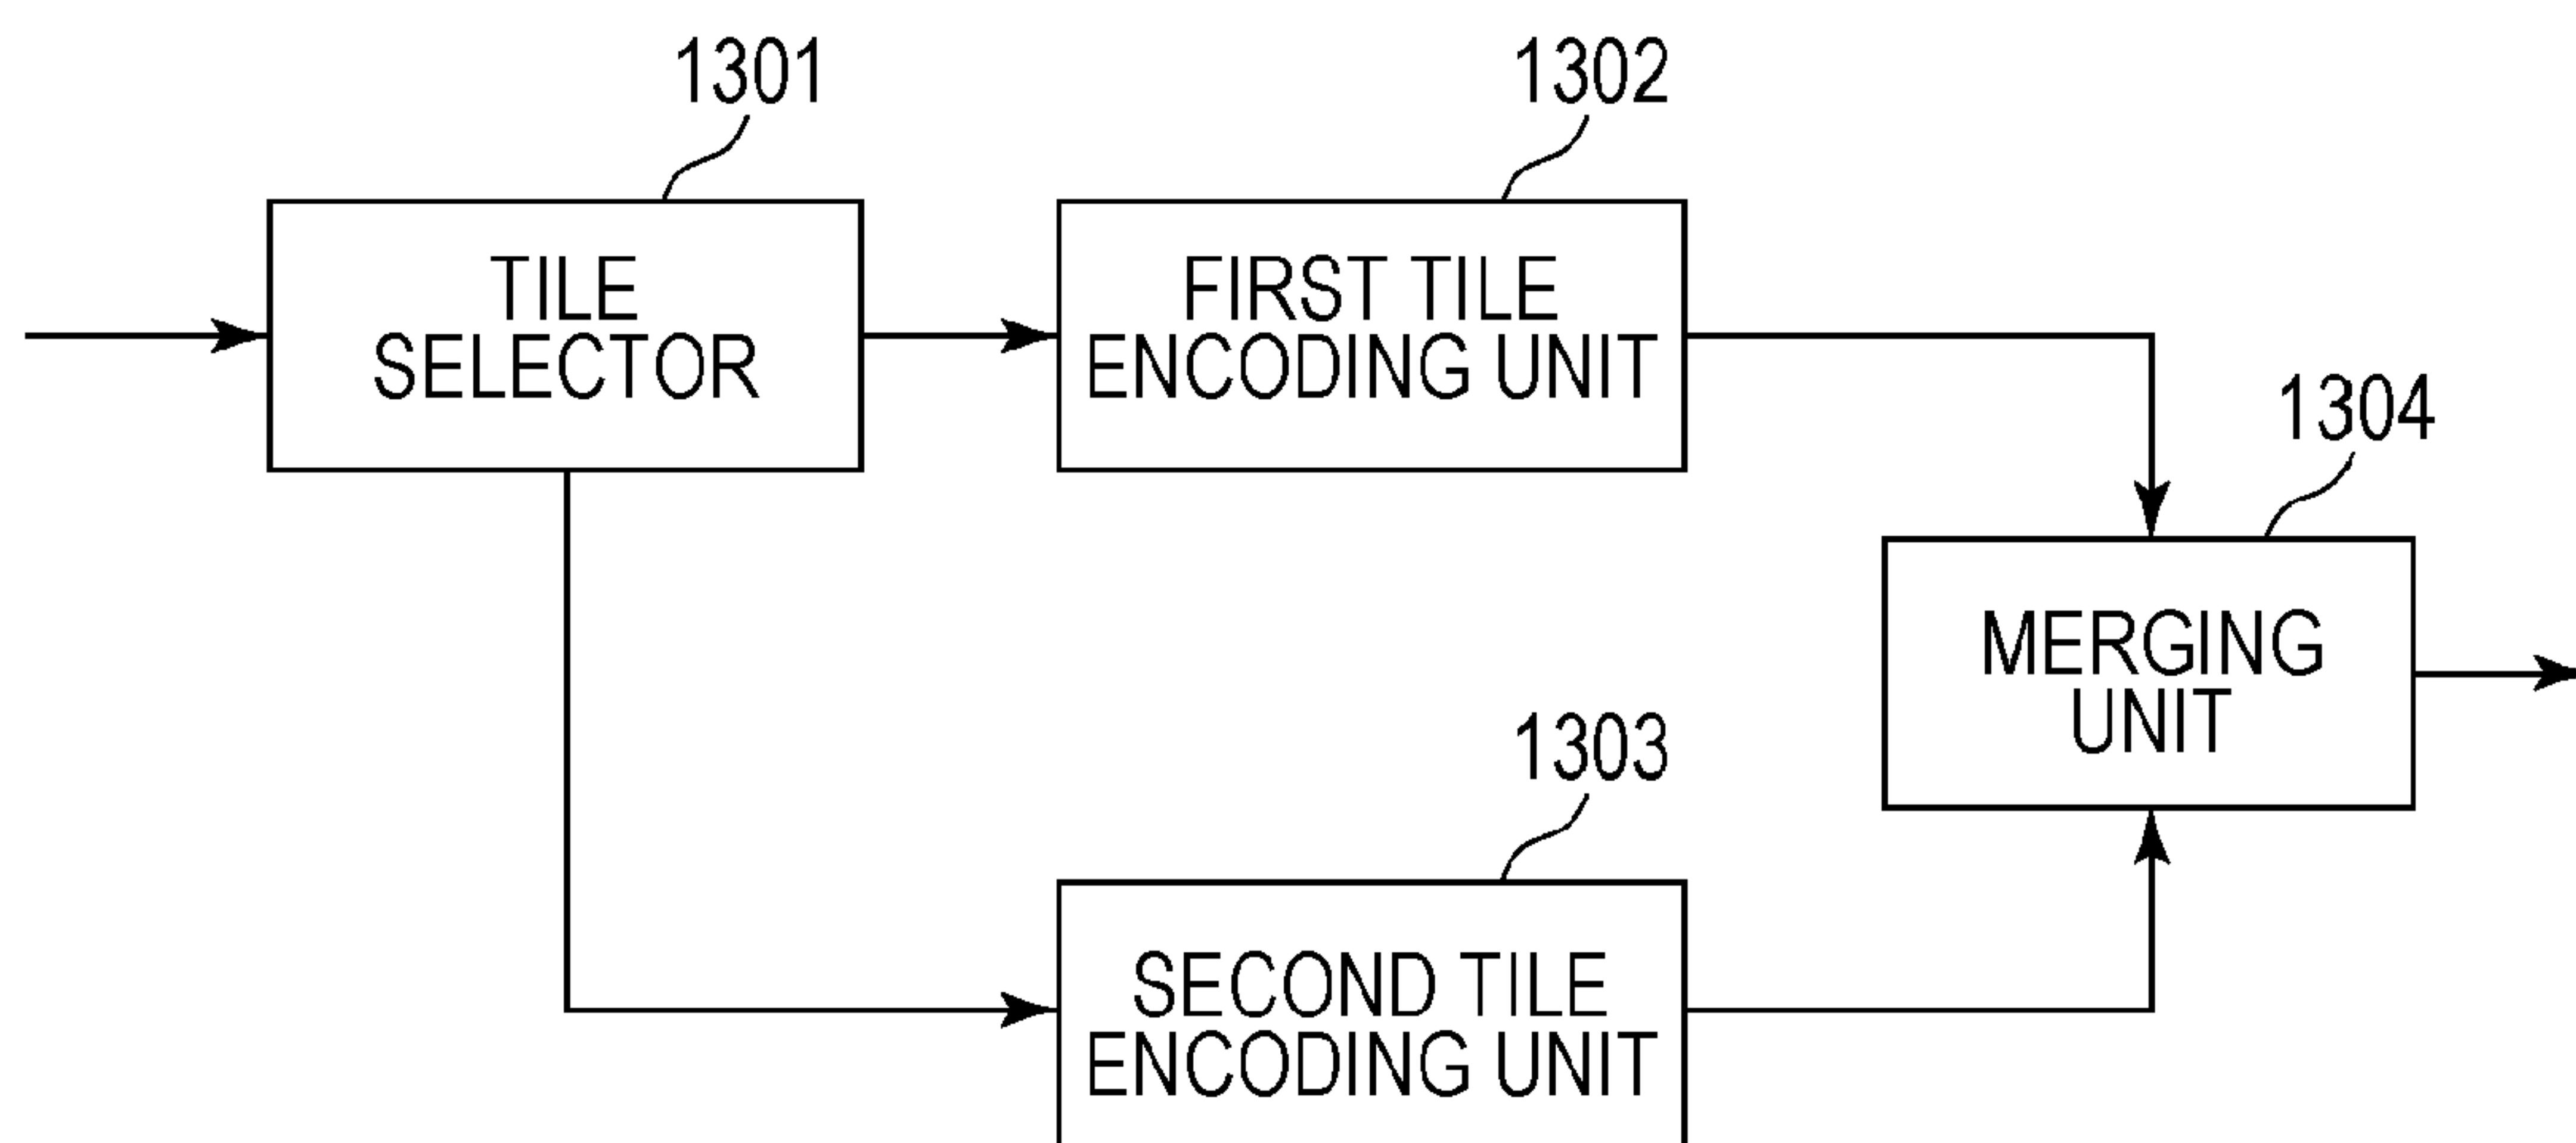 1301
1302
TILE
SELECTOR
FIRST TILE
ENCODING UNIT
1304
MERGING
UNIT
1303
SECOND TILE
ENCODING UNIT